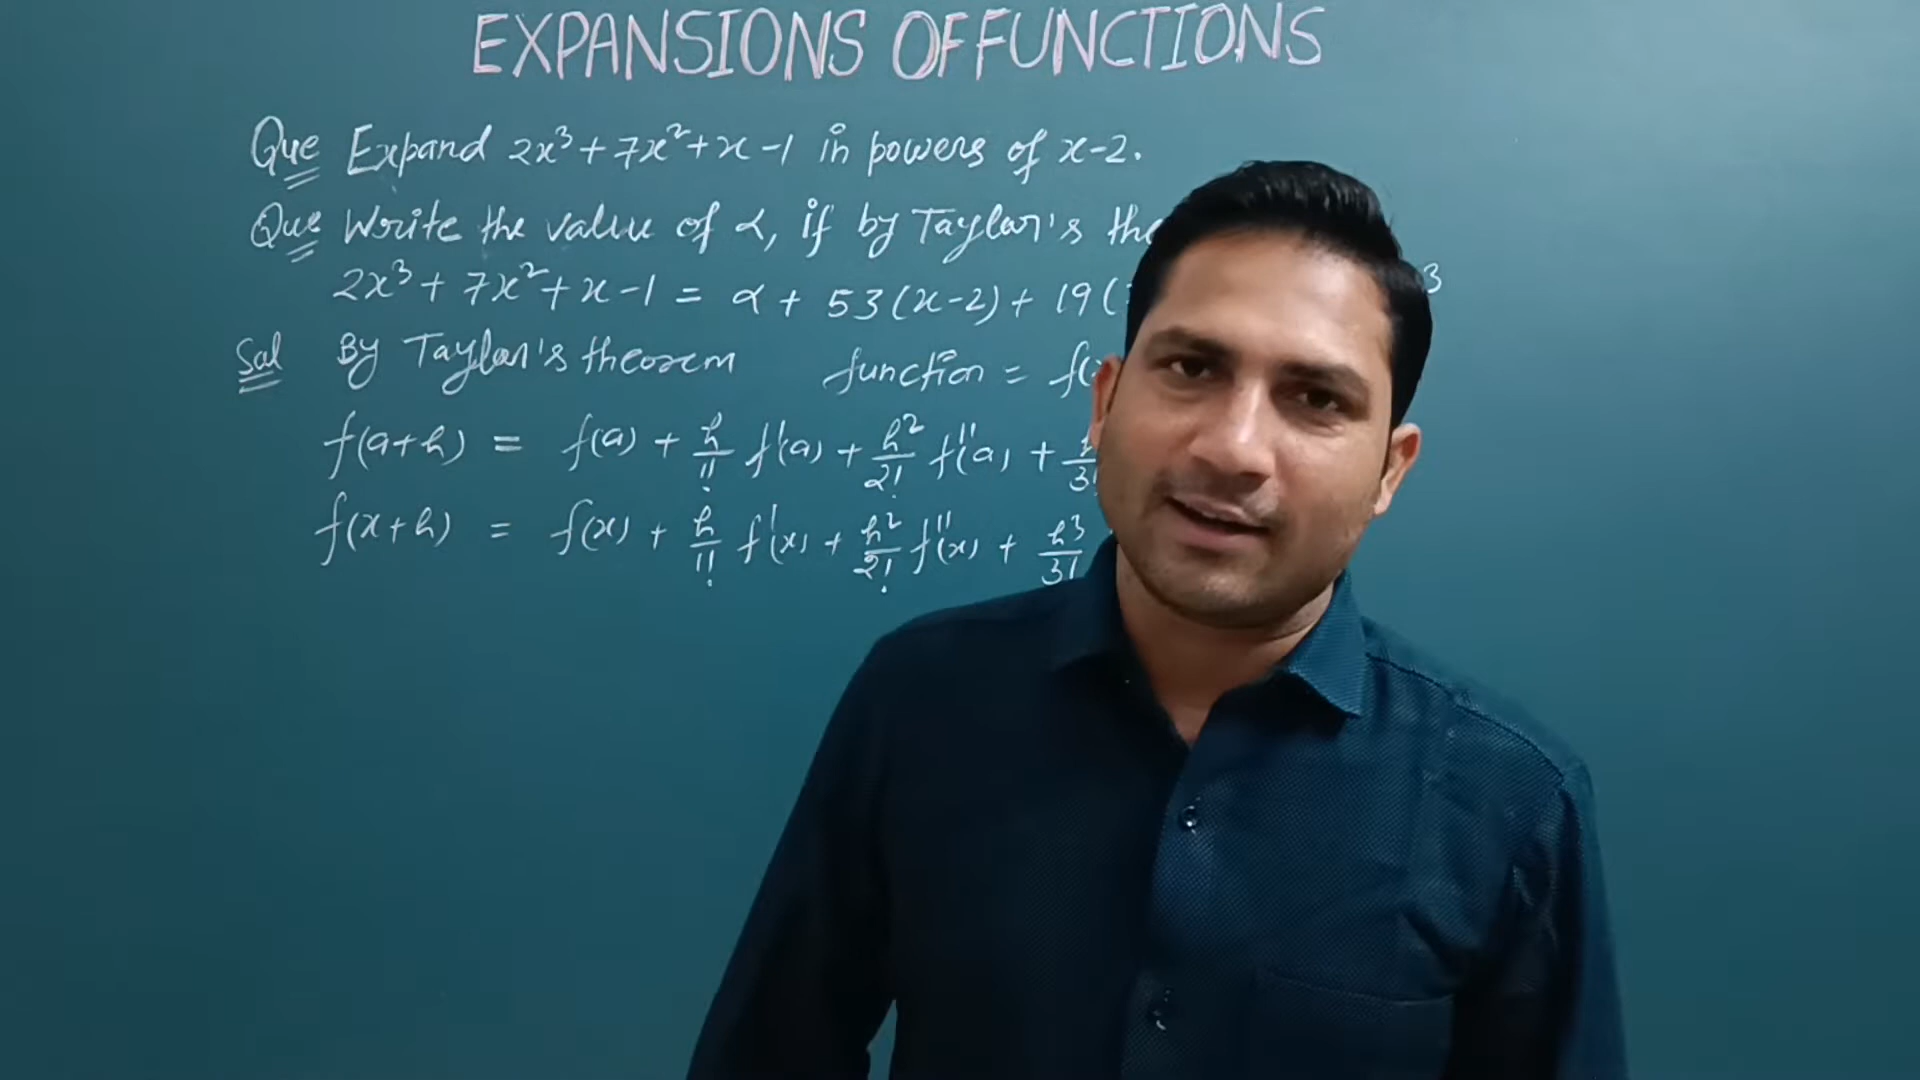 EXPANSIONS OF FUNCTIONS
Que Expand 2x³ + 7x² + x - 1 in powers of x-2.
Que Write the value of α, if by Taylor's
2x³ + 7x² + x - 1 = α + 53(x-2) + 19( 3
Sol By Taylor's theorem function = f(
f(a+h) = f(a) + h/1! f'(a) + h²/2! f''(a) + /3!
f(x+h) = f(x) + h/1! f'(x) + h²/2! f''(x) + h³/3!